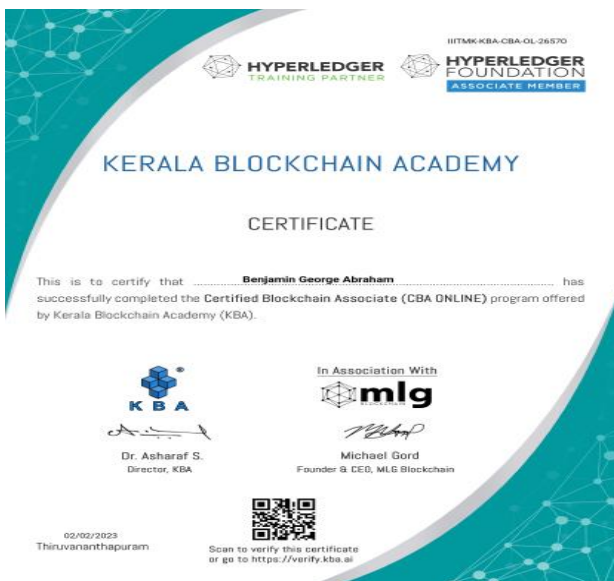 IIITMK-KBA-CBA-OL-26570
HYPERLEDGER
TRAINING PARTNER
HYPERLEDGER
FOUNDATION
ASSOCIATE MEMBER
KERALA BLOCKCHAIN ACADEMY
CERTIFICATE
This is to certify that Benjamin George Abraham has
successfully completed the Certified Blockchain Associate (CBA ONLINE) program offered
by Kerala Blockchain Academy (KBA).
KBA
In Association With
mlg
BLOCKCHAIN
Dr. Asharaf S.
Director, KBA
Michael Gord
Founder & CEO, MLG Blockchain
02/02/2023
Thiruvananthapuram
Scan to verify this certificate
or go to https://verify.kba.ai